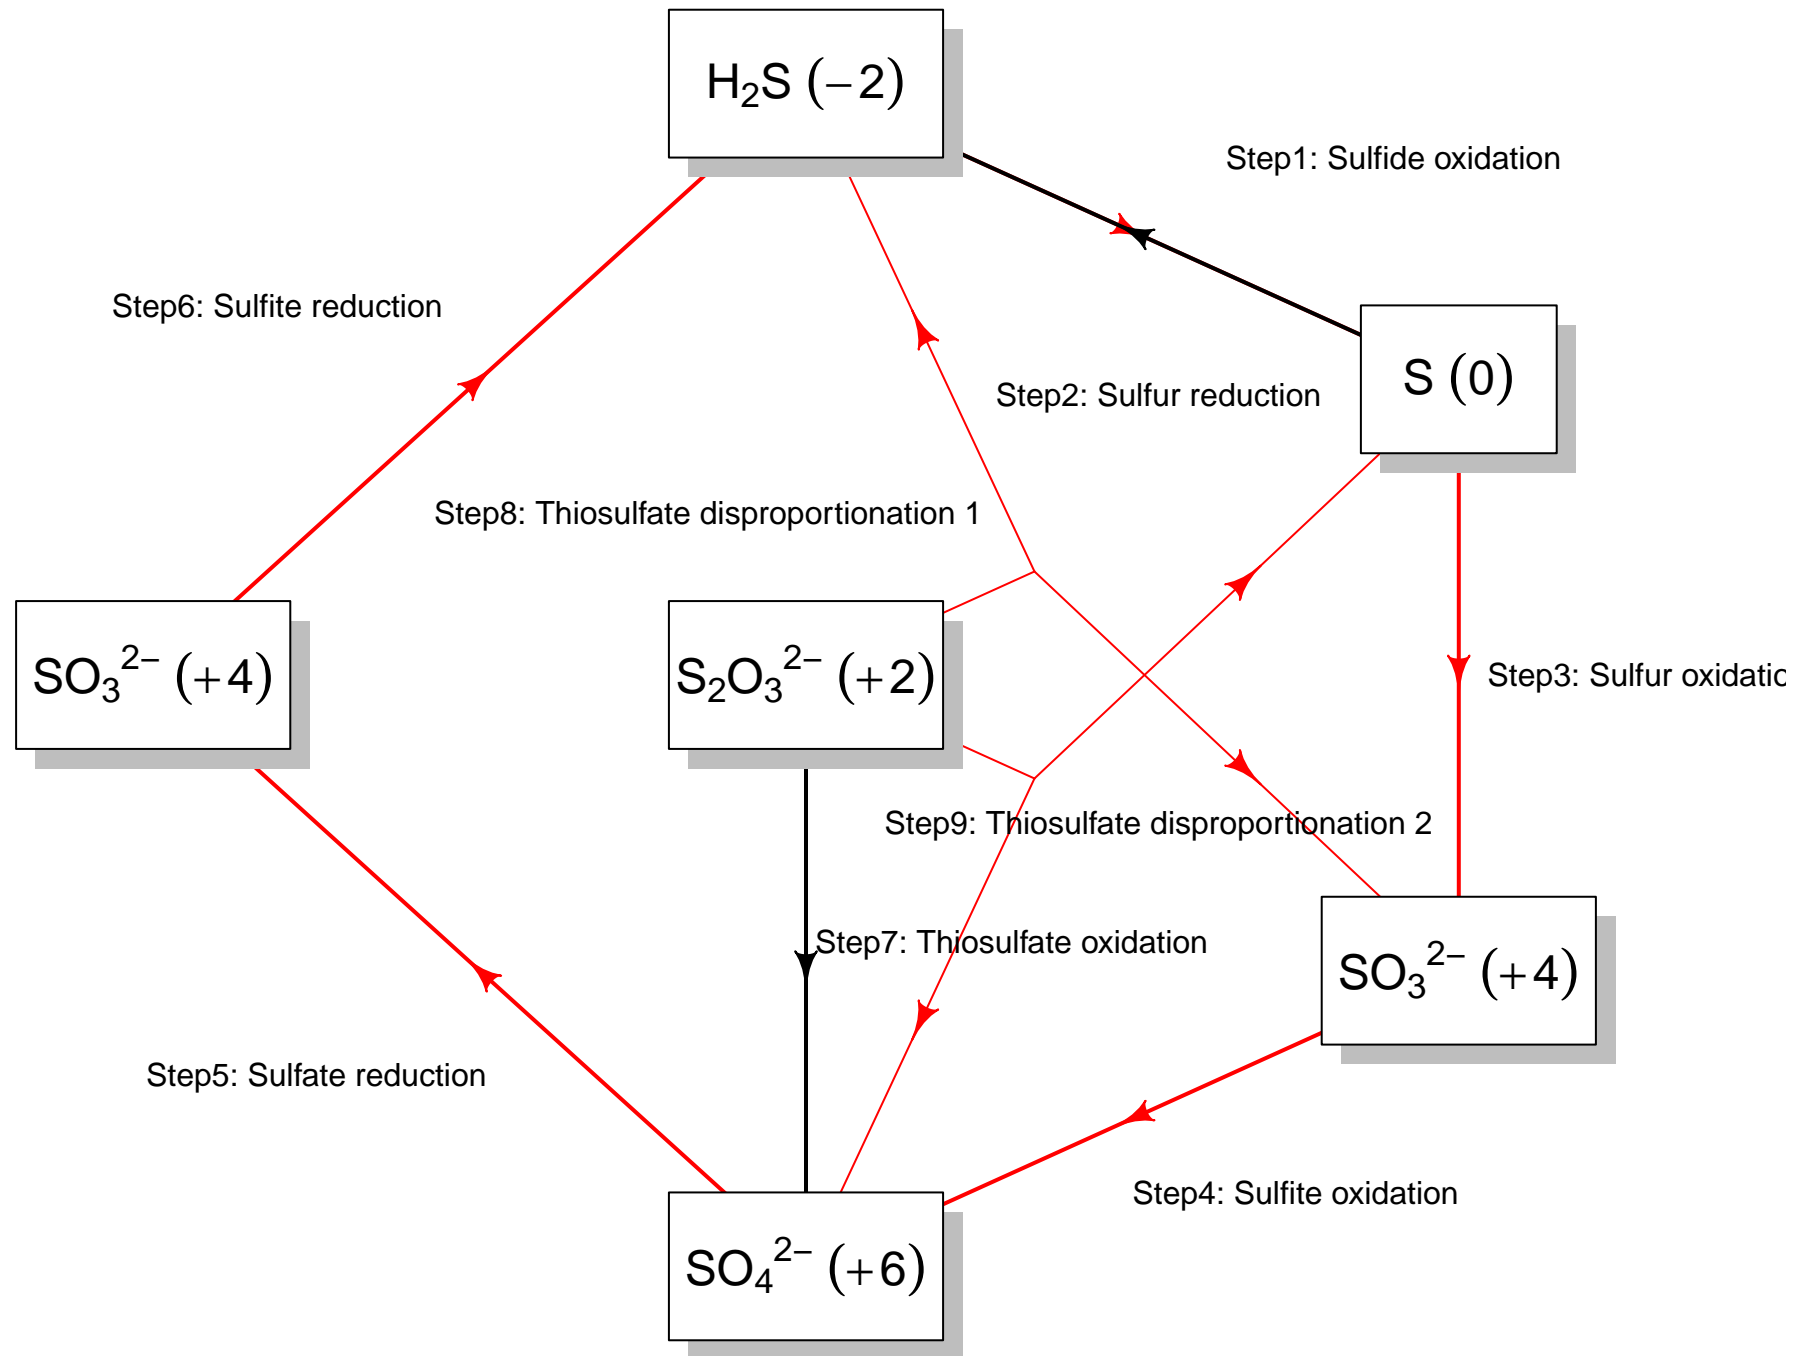 H₂S (−2)
Step1: Sulfide oxidation
Step6: Sulfite reduction
S (0)
Step2: Sulfur reduction
Step8: Thiosulfate disproportionation 1
SO₃²⁻ (+4)
S₂O₃²⁻ (+2)
Step3: Sulfur oxidatio
Step9: Thiosulfate disproportionation 2
Step7: Thiosulfate oxidation
SO₃²⁻ (+4)
Step5: Sulfate reduction
Step4: Sulfite oxidation
SO₄²⁻ (+6)